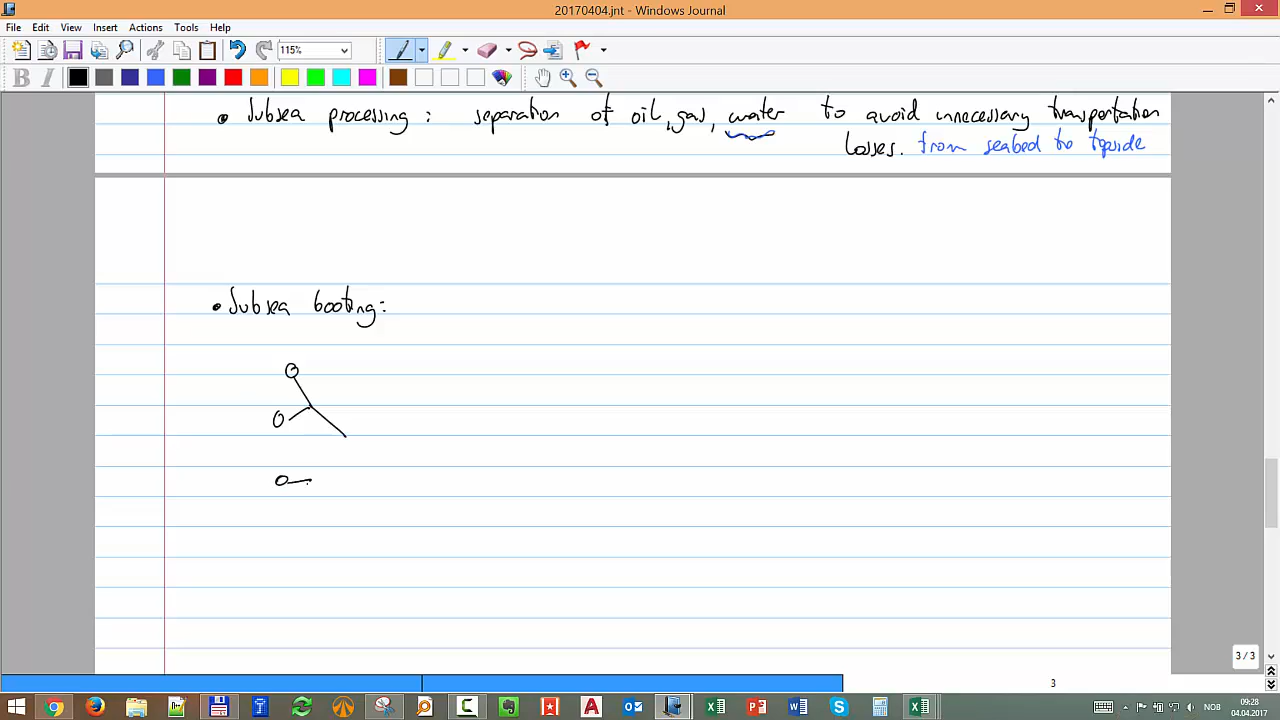 20170404.jnt - Windows Journal
File Edit View Insert Actions Tools Help
115%
B I
• Subsea processing : separation of oil, gas, water to avoid unnecessary transportation
losses. from seabed to topside
• Subsea boosting:
3 / 3
3
NOB
09:28
04.04.2017